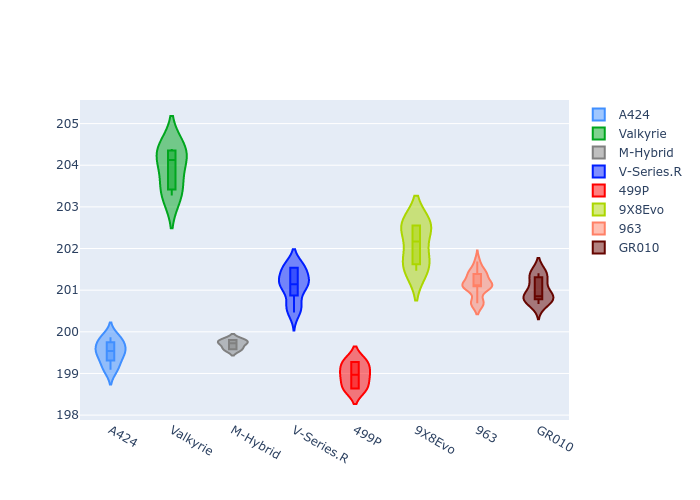 205
204
203
202
201
200
199
198
A424
Valkyrie
M-Hybrid
V-Series.R
499P
9X8Evo
963
GR010
A424
Valkyrie
M-Hybrid
V-Series.R
499P
9X8Evo
963
GR010